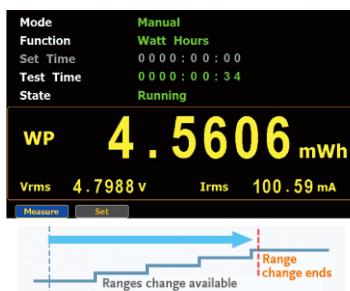 Mode Manual
Function Watt Hours
Set Time 0000:00:00
Test Time 0000:00:34
State Running
WP 4.5606 mWh
Vrms 4.7988 V Irms 100.59 mA
Measure Set
Ranges change available
Range
change ends